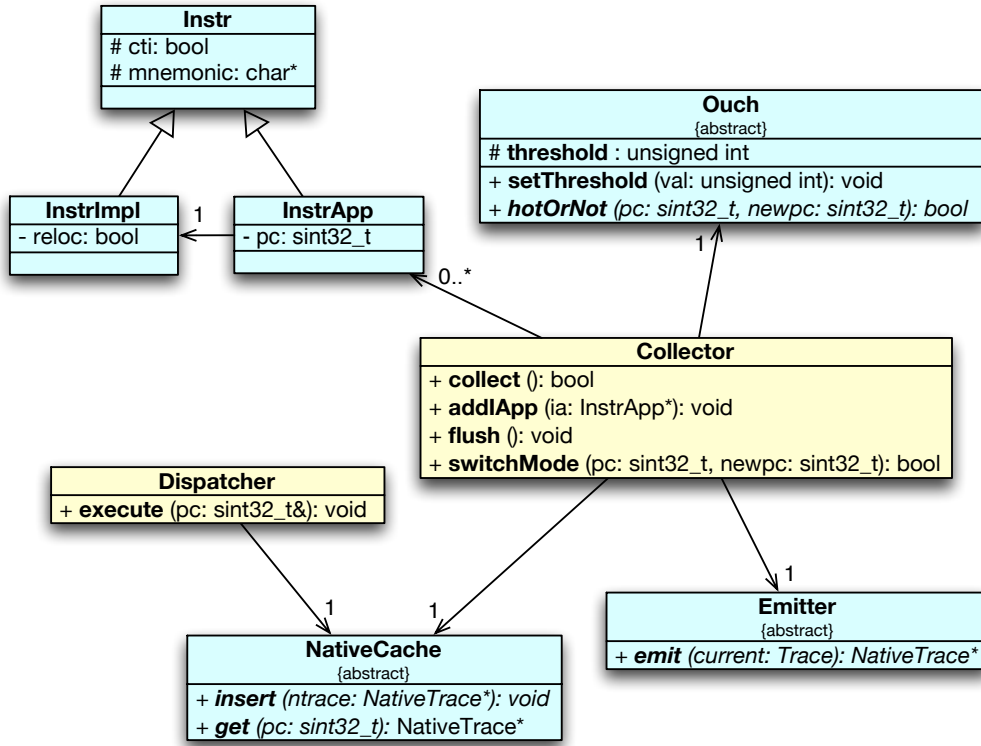 Instr
# cti: bool
# mnemonic: char*
Ouch
{abstract}
# threshold : unsigned int
+ setThreshold (val: unsigned int): void
+ hotOrNot (pc: sint32_t, newpc: sint32_t): bool
InstrImpl
- reloc: bool
1
InstrApp
- pc: sint32_t
1
0..*
Collector
+ collect (): bool
+ addIApp (ia: InstrApp*): void
+ flush (): void
+ switchMode (pc: sint32_t, newpc: sint32_t): bool
Dispatcher
+ execute (pc: sint32_t&): void
1
1
1
NativeCache
{abstract}
+ insert (ntrace: NativeTrace*): void
+ get (pc: sint32_t): NativeTrace*
Emitter
{abstract}
+ emit (current: Trace): NativeTrace*